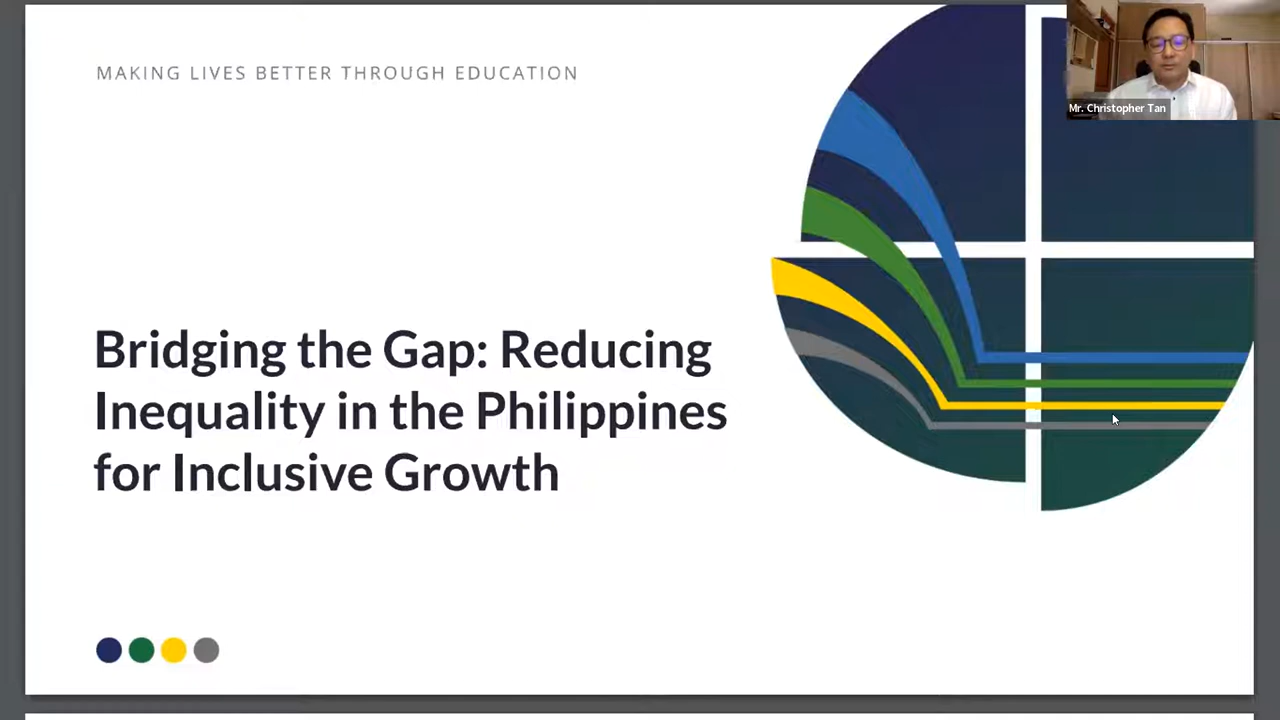 MAKING LIVES BETTER THROUGH EDUCATION
Mr. Christopher Tan
Bridging the Gap: Reducing
Inequality in the Philippines
for Inclusive Growth